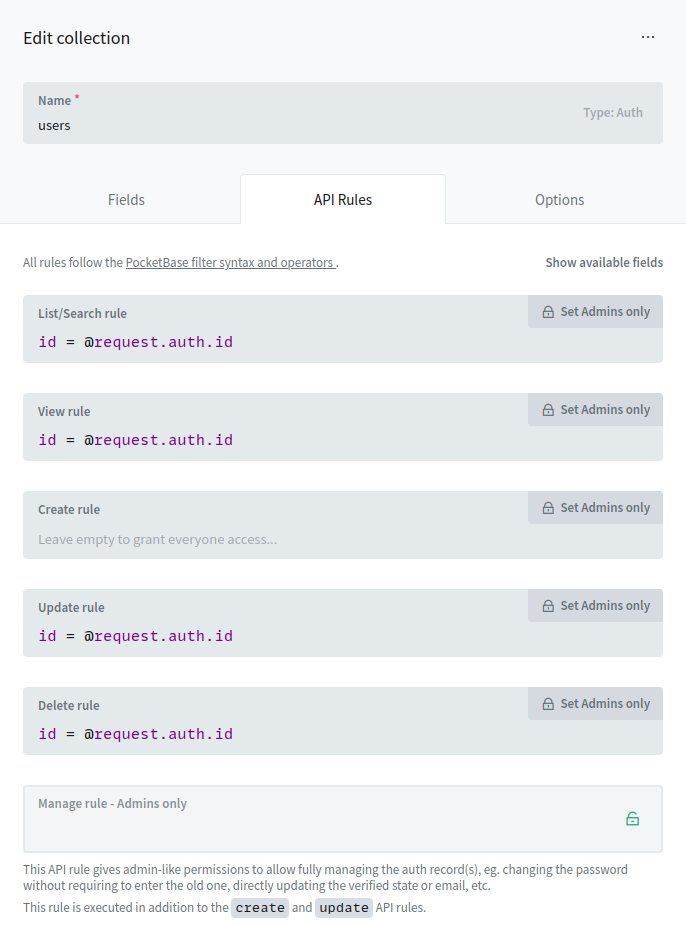 Edit collection
Name *
users
Type: Auth
Fields
API Rules
Options
All rules follow the PocketBase filter syntax and operators .
Show available fields
List/Search rule
Set Admins only
id = @request.auth.id
View rule
Set Admins only
id = @request.auth.id
Create rule
Set Admins only
Leave empty to grant everyone access...
Update rule
Set Admins only
id = @request.auth.id
Delete rule
Set Admins only
id = @request.auth.id
Manage rule - Admins only
This API rule gives admin-like permissions to allow fully managing the auth record(s), eg. changing the password
without requiring to enter the old one, directly updating the verified state or email, etc.
This rule is executed in addition to the create and update API rules.